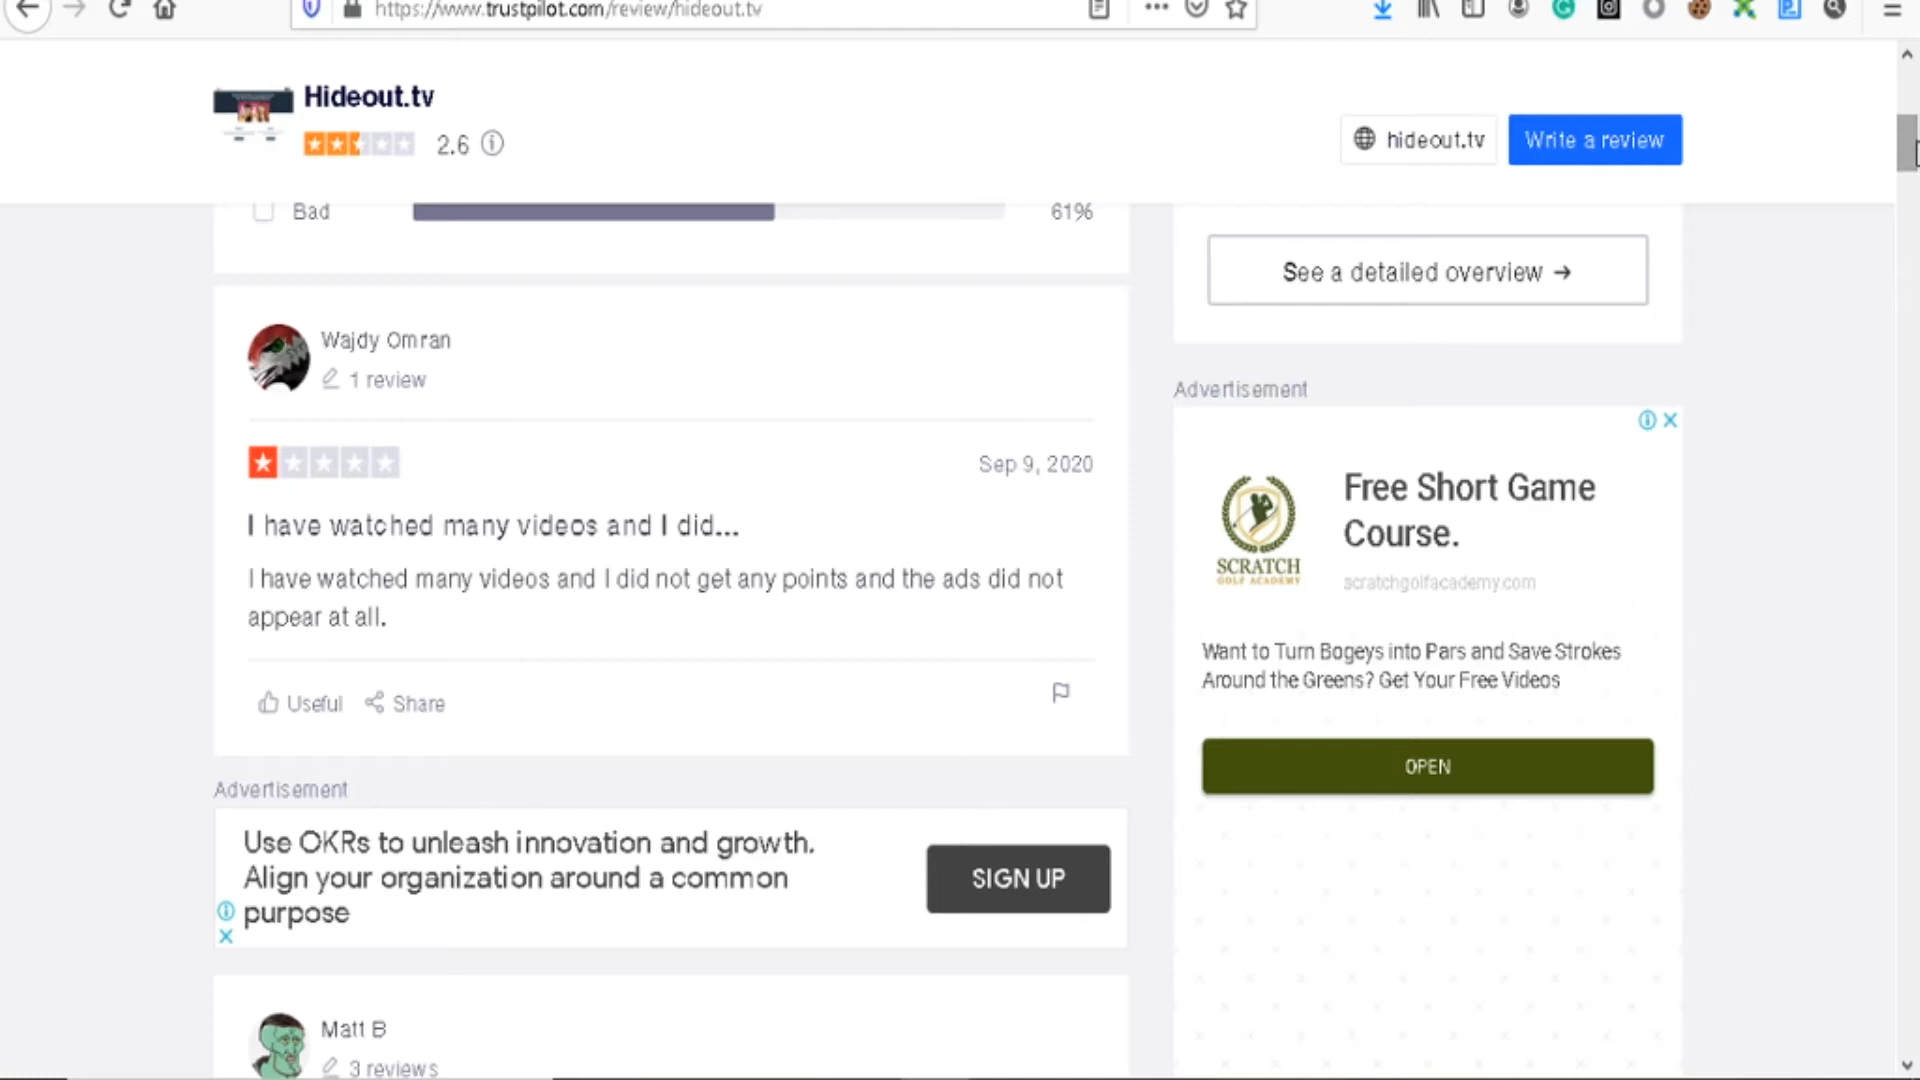 https://www.trustpilot.com/review/hideout.tv
Hideout.tv
2.6
hideout.tv
Write a review
Bad
61%
See a detailed overview →
Wajdy Omran
1 review
Sep 9, 2020
I have watched many videos and I did...
I have watched many videos and I did not get any points and the ads did not
appear at all.
Useful
Share
Advertisement
Free Short Game
Course.
SCRATCH
GOLF ACADEMY
scratchgolfacademy.com
Want to Turn Bogeys into Pars and Save Strokes
Around the Greens? Get Your Free Videos
OPEN
Advertisement
Use OKRs to unleash innovation and growth.
Align your organization around a common
purpose
SIGN UP
Matt B
3 reviews